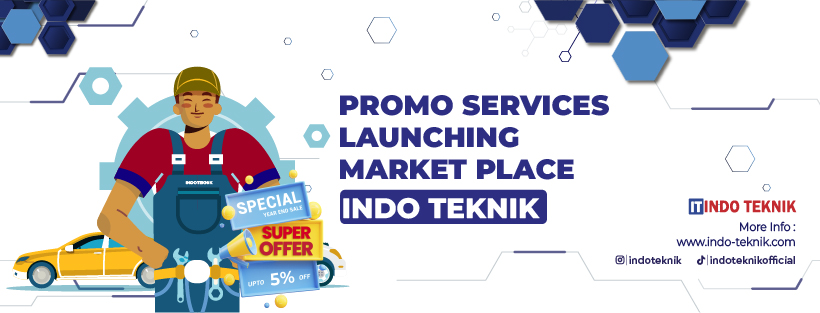 PROMO SERVICES
LAUNCHING
MARKET PLACE
INDO TEKNIK
INDOTEKNIK
SPECIAL
YEAR END SALE
SUPER
OFFER
UPTO 5% OFF
IT INDO TEKNIK
More Info :
www.indo-teknik.com
indoteknik indoteknikofficial